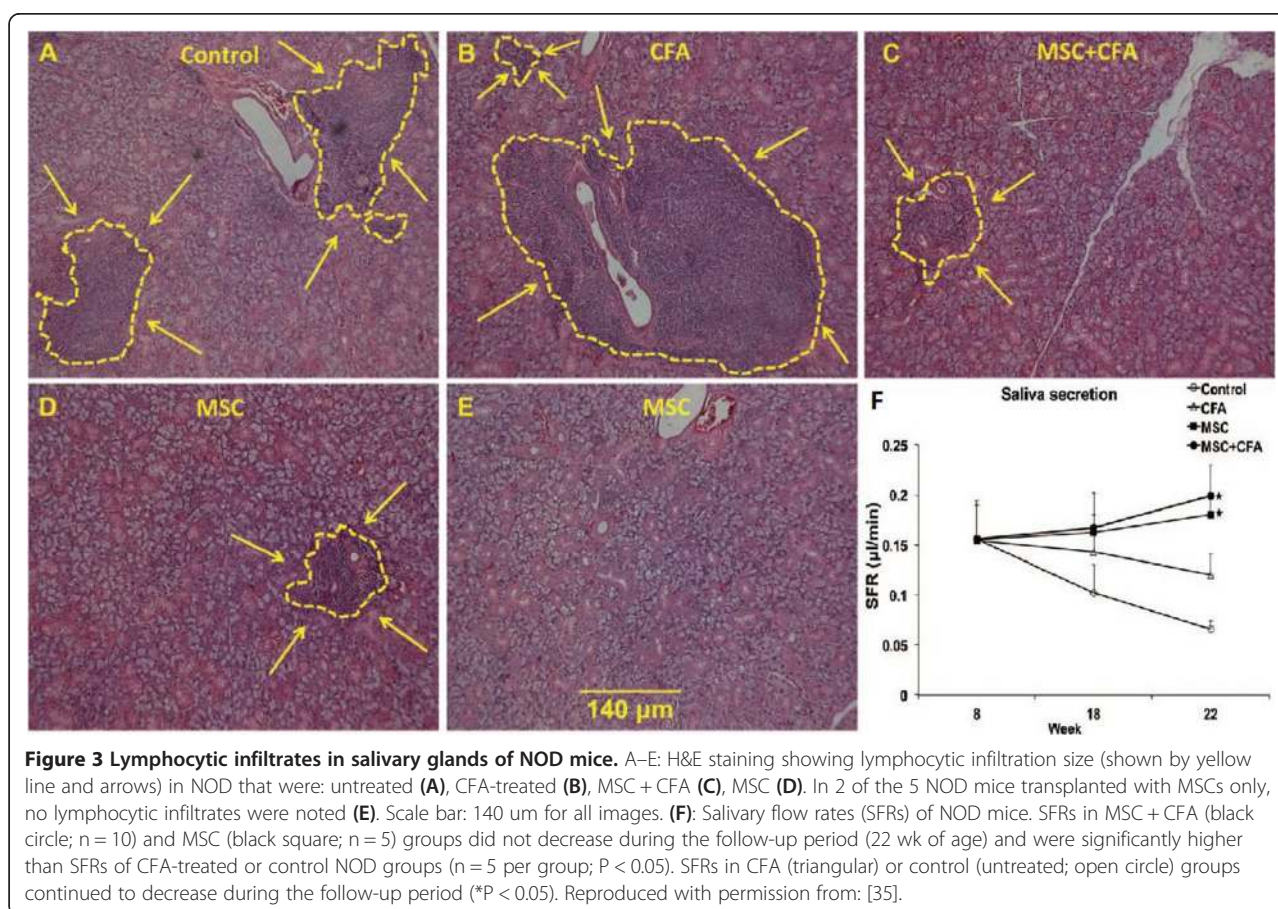 A
Control
B
CFA
C
MSC+CFA
D
MSC
E
MSC
140 µm
F
Saliva secretion
Control
CFA
MSC
MSC+CFA
SFR (µl/min)
0.25
0.2
0.15
0.1
0.05
0
8
18
22
Week
Figure 3 Lymphocytic infiltrates in salivary glands of NOD mice. A–E: H&E staining showing lymphocytic infiltration size (shown by yellow
line and arrows) in NOD that were: untreated (A), CFA-treated (B), MSC + CFA (C), MSC (D). In 2 of the 5 NOD mice transplanted with MSCs only,
no lymphocytic infiltrates were noted (E). Scale bar: 140 um for all images. (F): Salivary flow rates (SFRs) of NOD mice. SFRs in MSC + CFA (black
circle; n = 10) and MSC (black square; n = 5) groups did not decrease during the follow-up period (22 wk of age) and were significantly higher
than SFRs of CFA-treated or control NOD groups (n = 5 per group; P < 0.05). SFRs in CFA (triangular) or control (untreated; open circle) groups
continued to decrease during the follow-up period (*P < 0.05). Reproduced with permission from: [35].